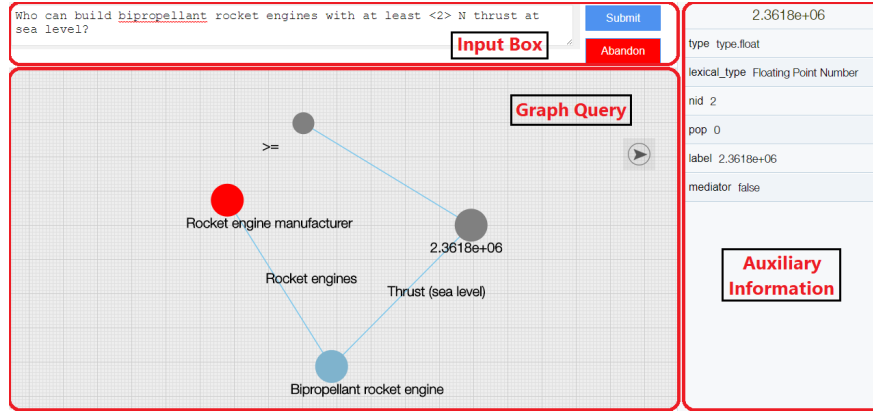 Who can build bipropellant rocket engines with at least <2> N thrust at
sea level?
Submit
Abandon
Input Box
Graph Query
>=
Rocket engine manufacturer
2.3618e+06
Rocket engines
Thrust (sea level)
Bipropellant rocket engine
2.3618e+06
type type.float
lexical_type Floating Point Number
nid 2
pop 0
label 2.3618e+06
mediator false
Auxiliary
Information